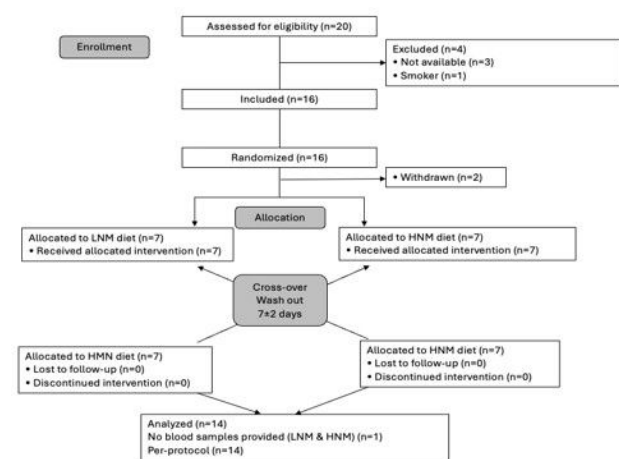 Assessed for eligibility (n=20)
Enrollment
Excluded (n=4)
• Not available (n=3)
• Smoker (n=1)
Included (n=16)
Randomized (n=16)
• Withdrawn (n=2)
Allocation
Allocated to LNM diet (n=7)
• Received allocated intervention (n=7)
Allocated to HNM diet (n=7)
• Received allocated intervention (n=7)
Cross-over
Wash out
7±2 days
Allocated to HMN diet (n=7)
• Lost to follow-up (n=0)
• Discontinued intervention (n=0)
Allocated to HNM diet (n=7)
• Lost to follow-up (n=0)
• Discontinued intervention (n=0)
Analyzed (n=14)
No blood samples provided (LNM & HNM) (n=1)
Per-protocol (n=14)